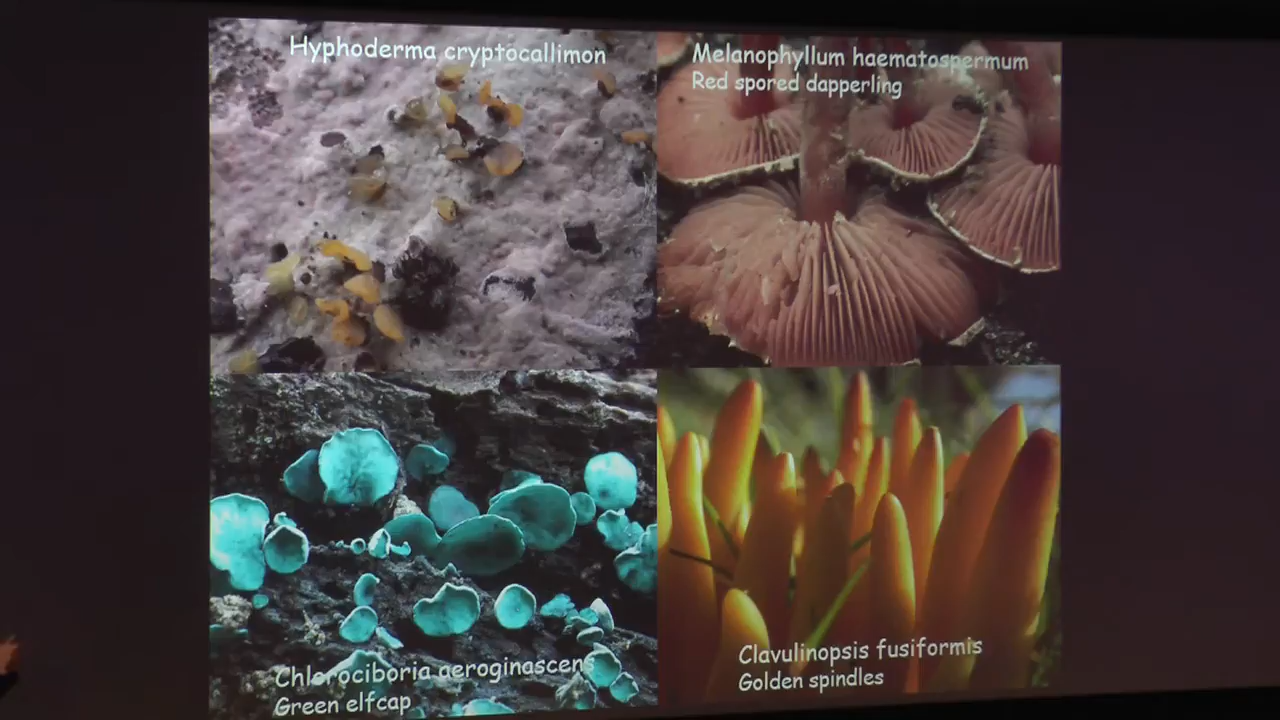 Hyphoderma cryptocallimon
Melanophyllum haematospermum
Red spored dapperling
Chlorociboria aeroginascens
Green elfcap
Clavulinopsis fusiformis
Golden spindles